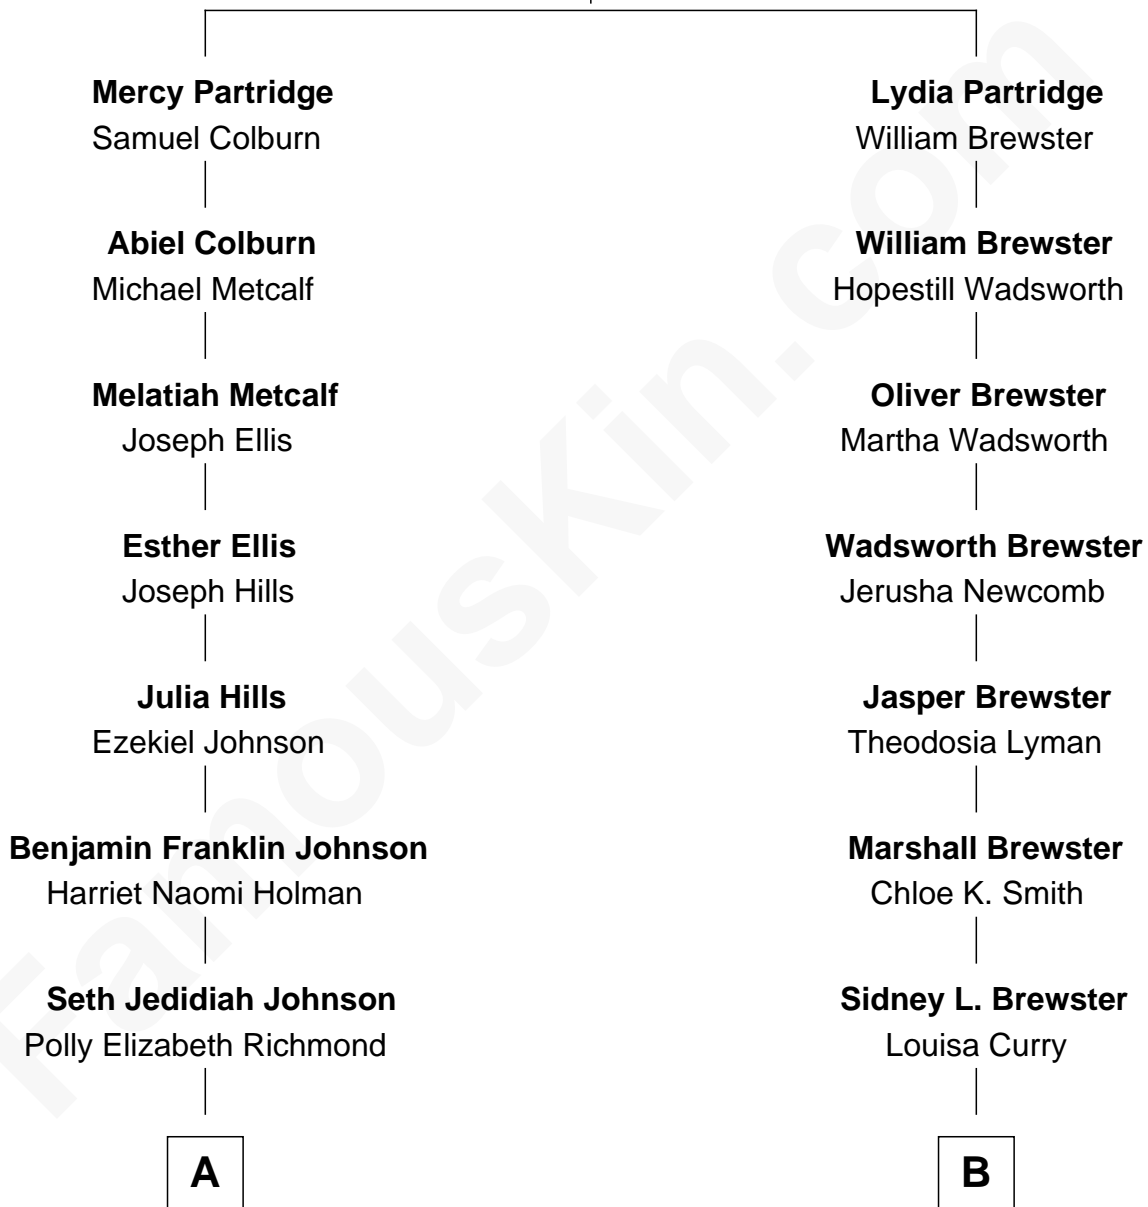 Mercy Partridge
Samuel Colburn
Abiel Colburn
Michael Metcalf
Melatiah Metcalf
Joseph Ellis
Esther Ellis
Joseph Hills
Julia Hills
Ezekiel Johnson
Benjamin Franklin Johnson
Harriet Naomi Holman
Seth Jedidiah Johnson
Polly Elizabeth Richmond
A
Lydia Partridge
William Brewster
William Brewster
Hopestill Wadsworth
Oliver Brewster
Martha Wadsworth
Wadsworth Brewster
Jerusha Newcomb
Jasper Brewster
Theodosia Lyman
Marshall Brewster
Chloe K. Smith
Sidney L. Brewster
Louisa Curry
B
FamousKin.com